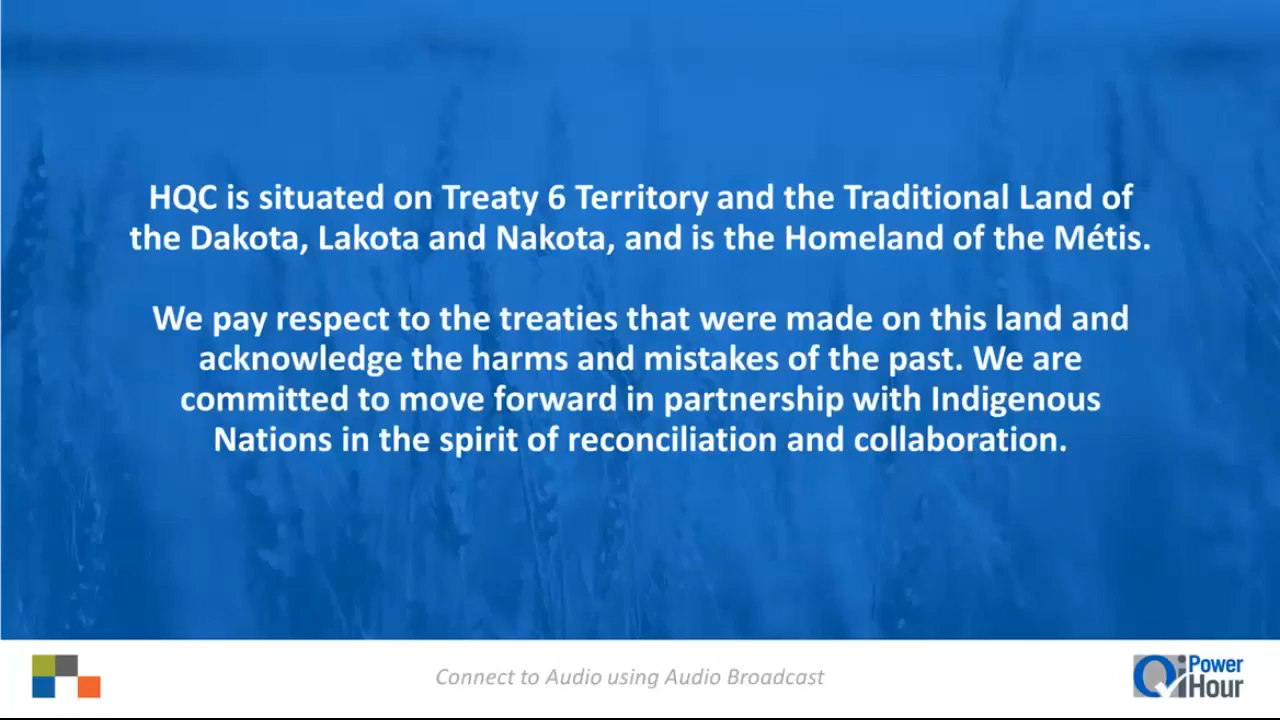 HQC is situated on Treaty 6 Territory and the Traditional Land of
the Dakota, Lakota and Nakota, and is the Homeland of the Métis.
We pay respect to the treaties that were made on this land and
acknowledge the harms and mistakes of the past. We are
committed to move forward in partnership with Indigenous
Nations in the spirit of reconciliation and collaboration.
Connect to Audio using Audio Broadcast
Qi Power
Hour